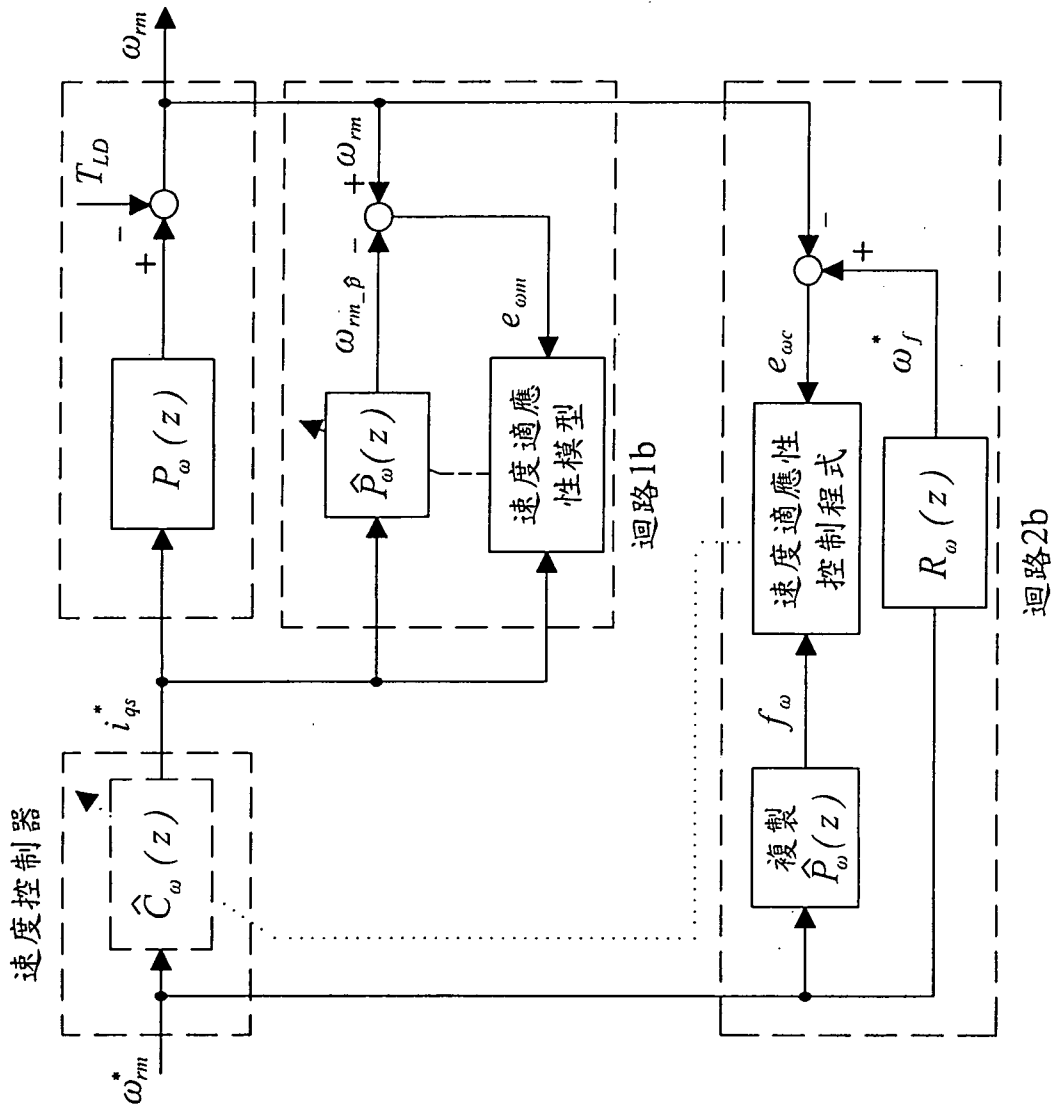 速度控制器
ω*rm
Ĉω(z)
i*qs
Pω(z)
+
-
T_LD
ωrm
P̂ω(z)
ωrm_p̂
-
+
ωrm
速度適應
性模型
eωm
迴路1b
複製
P̂ω(z)
fω
速度適應性
控制程式
eωc
-
+
Rω(z)
ω*f
迴路2b